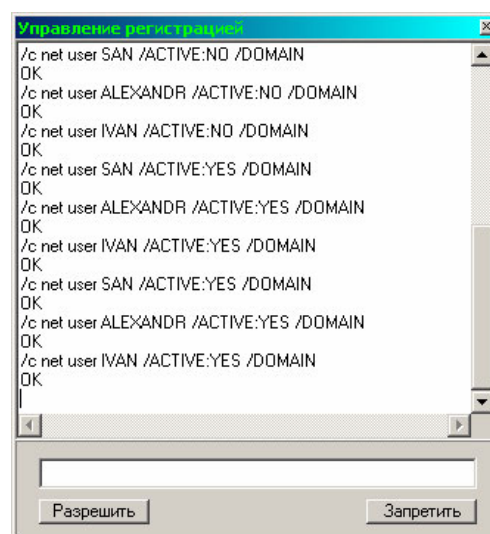 Управление регистрацией
/c net user SAN /ACTIVE:NO /DOMAIN
OK
/c net user ALEXANDR /ACTIVE:NO /DOMAIN
OK
/c net user IVAN /ACTIVE:NO /DOMAIN
OK
/c net user SAN /ACTIVE:YES /DOMAIN
OK
/c net user ALEXANDR /ACTIVE:YES /DOMAIN
OK
/c net user IVAN /ACTIVE:YES /DOMAIN
OK
/c net user SAN /ACTIVE:YES /DOMAIN
OK
/c net user ALEXANDR /ACTIVE:YES /DOMAIN
OK
/c net user IVAN /ACTIVE:YES /DOMAIN
OK
Разрешить Запретить